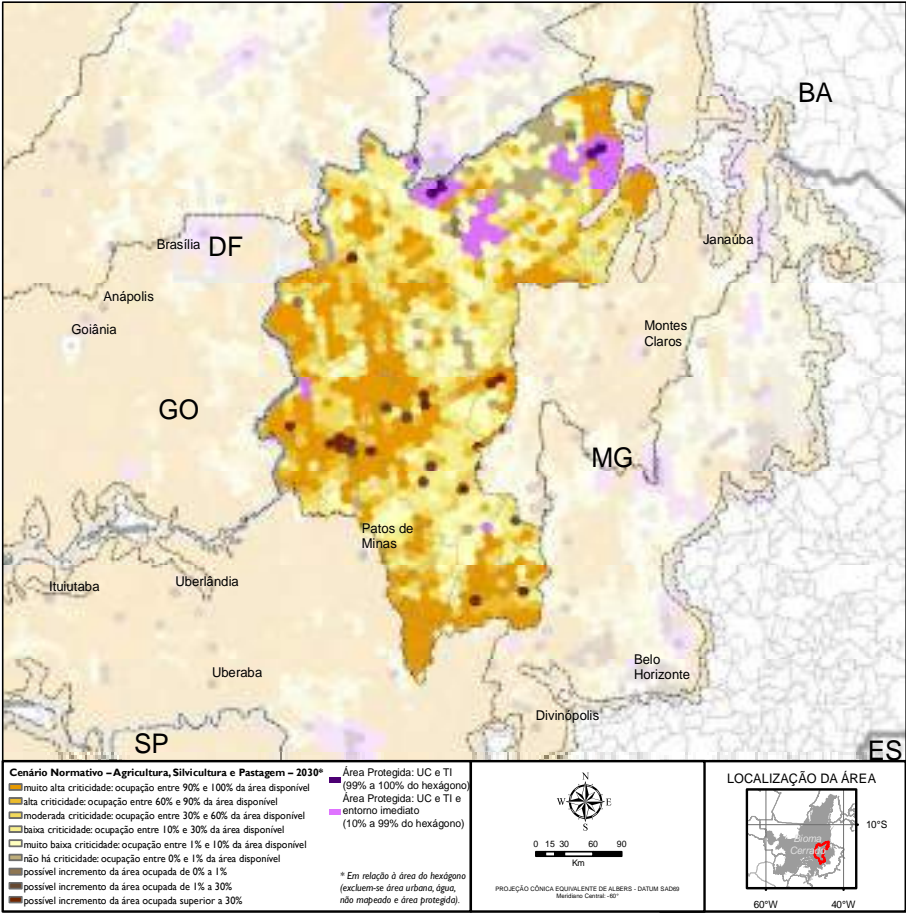 BA
Brasília DF
Janaúba
Anápolis
Goiânia
Montes
Claros
GO
MG
Patos de
Minas
Ituiutaba
Uberlândia
Uberaba
Belo
Horizonte
Divinópolis
SP
ES
Cenário Normativo – Agricultura, Silvicultura e Pastagem – 2030*
muito alta criticidade: ocupação entre 90% e 100% da área disponível
alta criticidade: ocupação entre 60% e 90% da área disponível
moderada criticidade: ocupação entre 30% e 60% da área disponível
baixa criticidade: ocupação entre 10% e 30% da área disponível
muito baixa criticidade: ocupação entre 1% e 10% da área disponível
não há criticidade: ocupação entre 0% e 1% da área disponível
possível incremento da área ocupada de 0% a 1%
possível incremento da área ocupada de 1% a 30%
possível incremento da área ocupada superior a 30%
Área Protegida: UC e TI
(99% a 100% do hexágono)
Área Protegida: UC e TI e
entorno imediato
(10% a 99% do hexágono)
* Em relação à área do hexágono
(excluem-se área urbana, água,
não mapeado e área protegida).
N
W E
S
0 15 30 60 90
Km
PROJEÇÃO CÔNICA EQUIVALENTE DE ALBERS - DATUM SAD69
Meridiano Central: -60°
LOCALIZAÇÃO DA ÁREA
Bioma
Cerrado
10°S
60°W 40°W